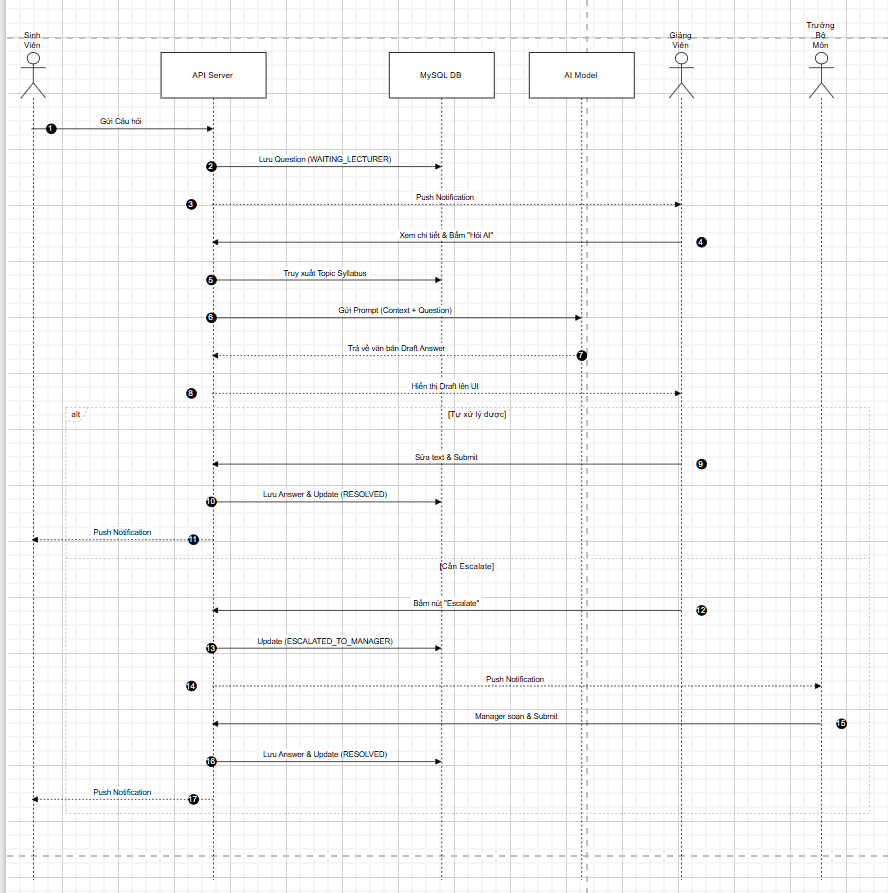 Sinh
Viên
API Server
MySQL DB
AI Model
Giảng
Viên
Trưởng
Bộ
Môn
1
Gửi Câu hỏi
2
Lưu Question (WAITING_LECTURER)
3
Push Notification
Xem chi tiết & Bấm "Hỏi AI"
4
5
Truy xuất Topic Syllabus
6
Gửi Prompt (Context + Question)
Trả về văn bản Draft Answer
7
8
Hiển thị Draft lên UI
alt
[Tự xử lý được]
Sửa text & Submit
9
10
Lưu Answer & Update (RESOLVED)
Push Notification
11
[Cần Escalate]
Bấm nút "Escalate"
12
13
Update (ESCALATED_TO_MANAGER)
14
Push Notification
Manager soạn & Submit
15
16
Lưu Answer & Update (RESOLVED)
Push Notification
17